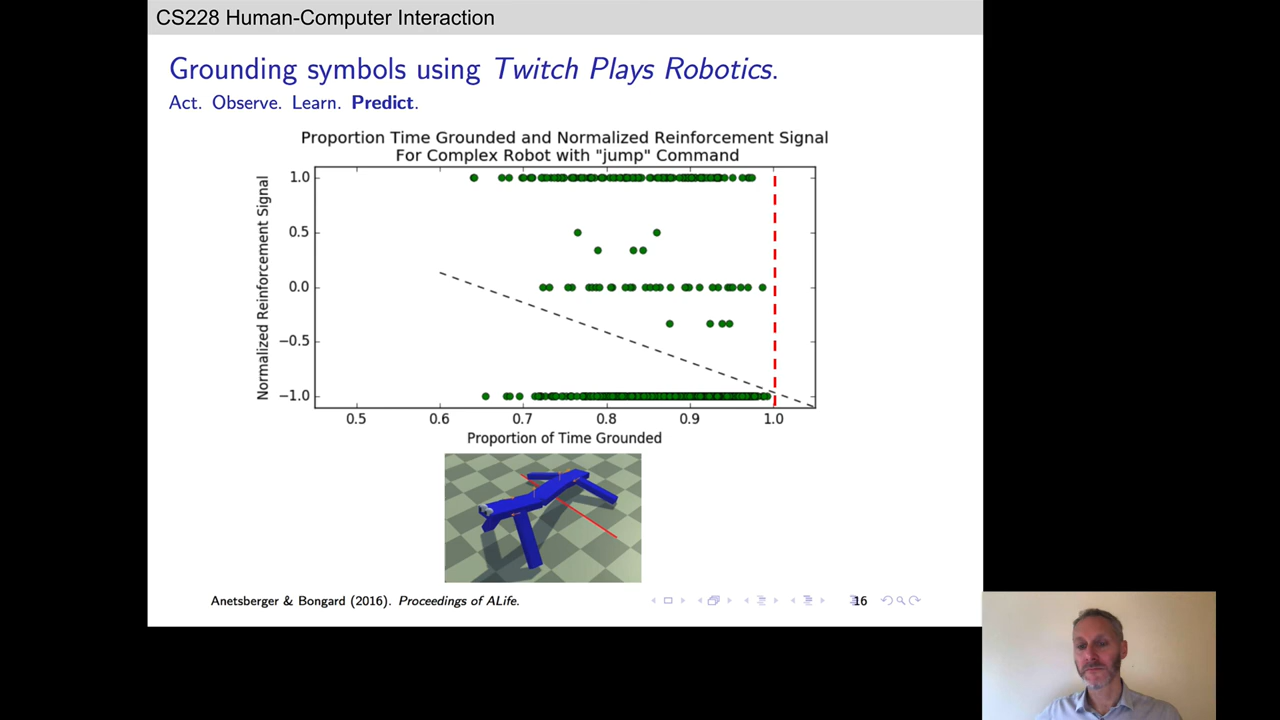 CS228 Human-Computer Interaction
Grounding symbols using Twitch Plays Robotics.
Act. Observe. Learn. Predict.
Proportion Time Grounded and Normalized Reinforcement Signal
For Complex Robot with "jump" Command
Normalized Reinforcement Signal
1.0
0.5
0.0
−0.5
−1.0
0.5 0.6 0.7 0.8 0.9 1.0
Proportion of Time Grounded
Anetsberger & Bongard (2016). Proceedings of ALife.
16